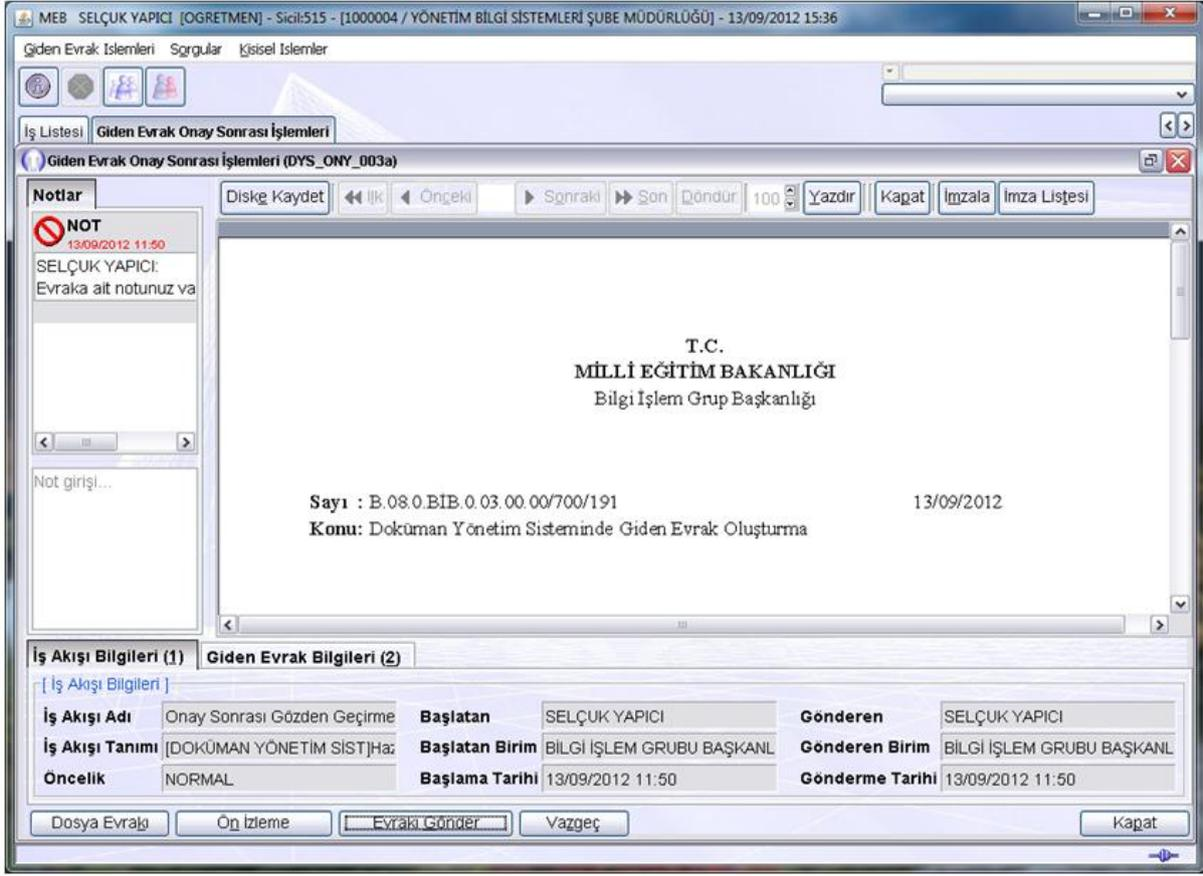 MEB SELÇUK YAPICI [OGRETMEN] - Sicil:515 - [1000004 / YÖNETİM BİLGİ SİSTEMLERİ ŞUBE MÜDÜRLÜĞÜ] - 13/09/2012 15:36
Giden Evrak Islemleri Sorgular Kisisel Islemler
İş Listesi Giden Evrak Onay Sonrası İşlemleri
Giden Evrak Onay Sonrası İşlemleri (DYS_ONY_003a)
Notlar
Diske Kaydet İlk Önceki Sonraki Son Döndür 100 Yazdır Kapat İmzala İmza Listesi
NOT
13/09/2012 11:50
SELÇUK YAPICI:
Evraka ait notunuz va
T.C.
MİLLİ EĞİTİM BAKANLIĞI
Bilgi İşlem Grup Başkanlığı
Not girişi...
Sayı : B.08.0.BİB.0.03.00.00/700/191 13/09/2012
Konu: Doküman Yönetim Sisteminde Giden Evrak Oluşturma
İş Akışı Bilgileri (1) Giden Evrak Bilgileri (2)
[ İş Akışı Bilgileri ]
İş Akışı Adı Onay Sonrası Gözden Geçirme Başlatan SELÇUK YAPICI Gönderen SELÇUK YAPICI
İş Akışı Tanımı [DOKÜMAN YÖNETİM SİST]Haz Başlatan Birim BİLGİ İŞLEM GRUBU BAŞKANL Gönderen Birim BİLGİ İŞLEM GRUBU BAŞKANL
Öncelik NORMAL Başlama Tarihi 13/09/2012 11:50 Gönderme Tarihi 13/09/2012 11:50
Dosya Evrakı Ön İzleme Evrakı Gönder Vazgeç Kapat